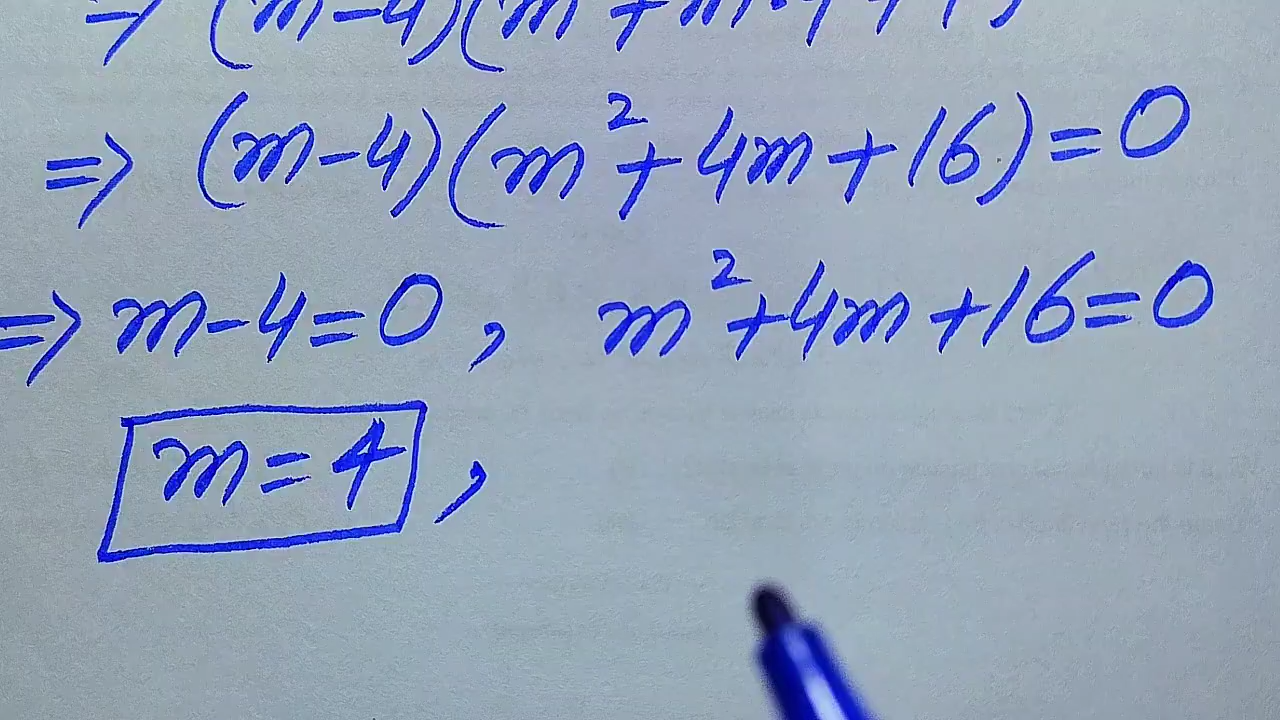 ⇒ (m-4)(m²+4m+16)=0
⇒ m-4=0, m²+4m+16=0
m=4,